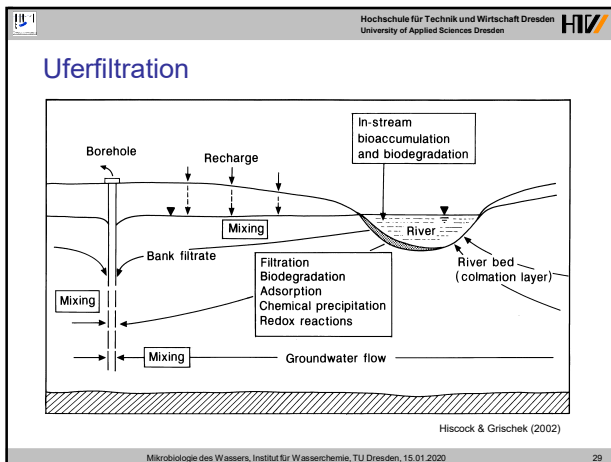 Hochschule für Technik und Wirtschaft Dresden
University of Applied Sciences Dresden
HTW
Uferfiltration
In-stream
bioaccumulation
and biodegradation
Borehole
Recharge
Mixing
River
Bank filtrate
Filtration
Biodegradation
Adsorption
Chemical precipitation
Redox reactions
River bed
(colmation layer)
Mixing
Mixing
Groundwater flow
Hiscock & Grischek (2002)
Mikrobiologie des Wassers, Institut für Wasserchemie, TU Dresden, 15.01.2020
29